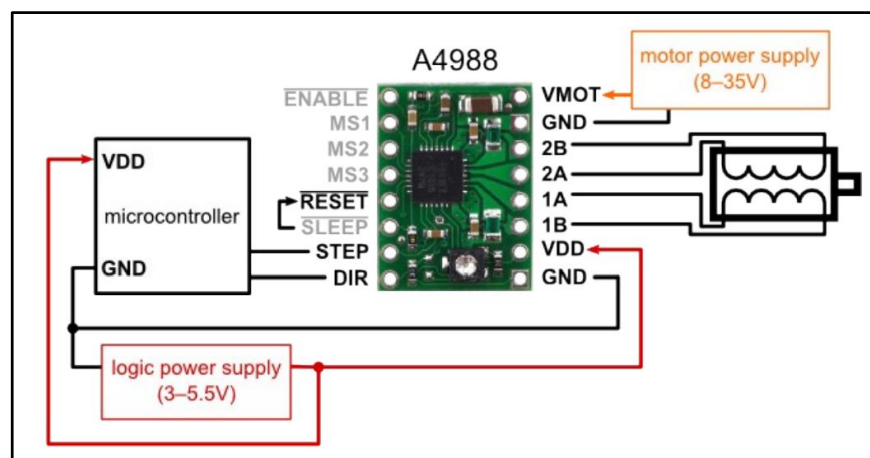 A4988
motor power supply
(8–35V)
ENABLE
MS1
MS2
MS3
RESET
SLEEP
STEP
DIR
VMOT
GND
2B
2A
1A
1B
VDD
GND
VDD
microcontroller
GND
logic power supply
(3–5.5V)